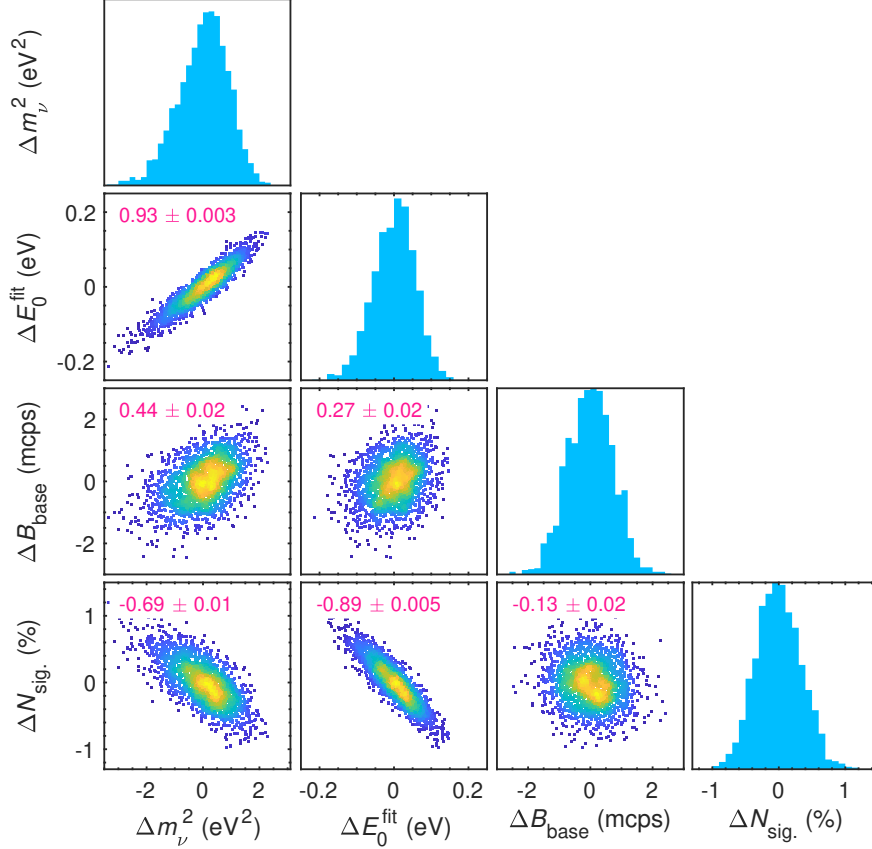 Δm_ν² (eV²)
0.93 ± 0.003
0.2
0
-0.2
ΔE₀^fit (eV)
0.44 ± 0.02
0.27 ± 0.02
2
0
-2
ΔB_base (mcps)
-0.69 ± 0.01
-0.89 ± 0.005
-0.13 ± 0.02
1
0
-1
ΔN_sig. (%)
-2 0 2 -0.2 0 0.2 -2 0 2 -1 0 1
Δm_ν² (eV²) ΔE₀^fit (eV) ΔB_base (mcps) ΔN_sig. (%)